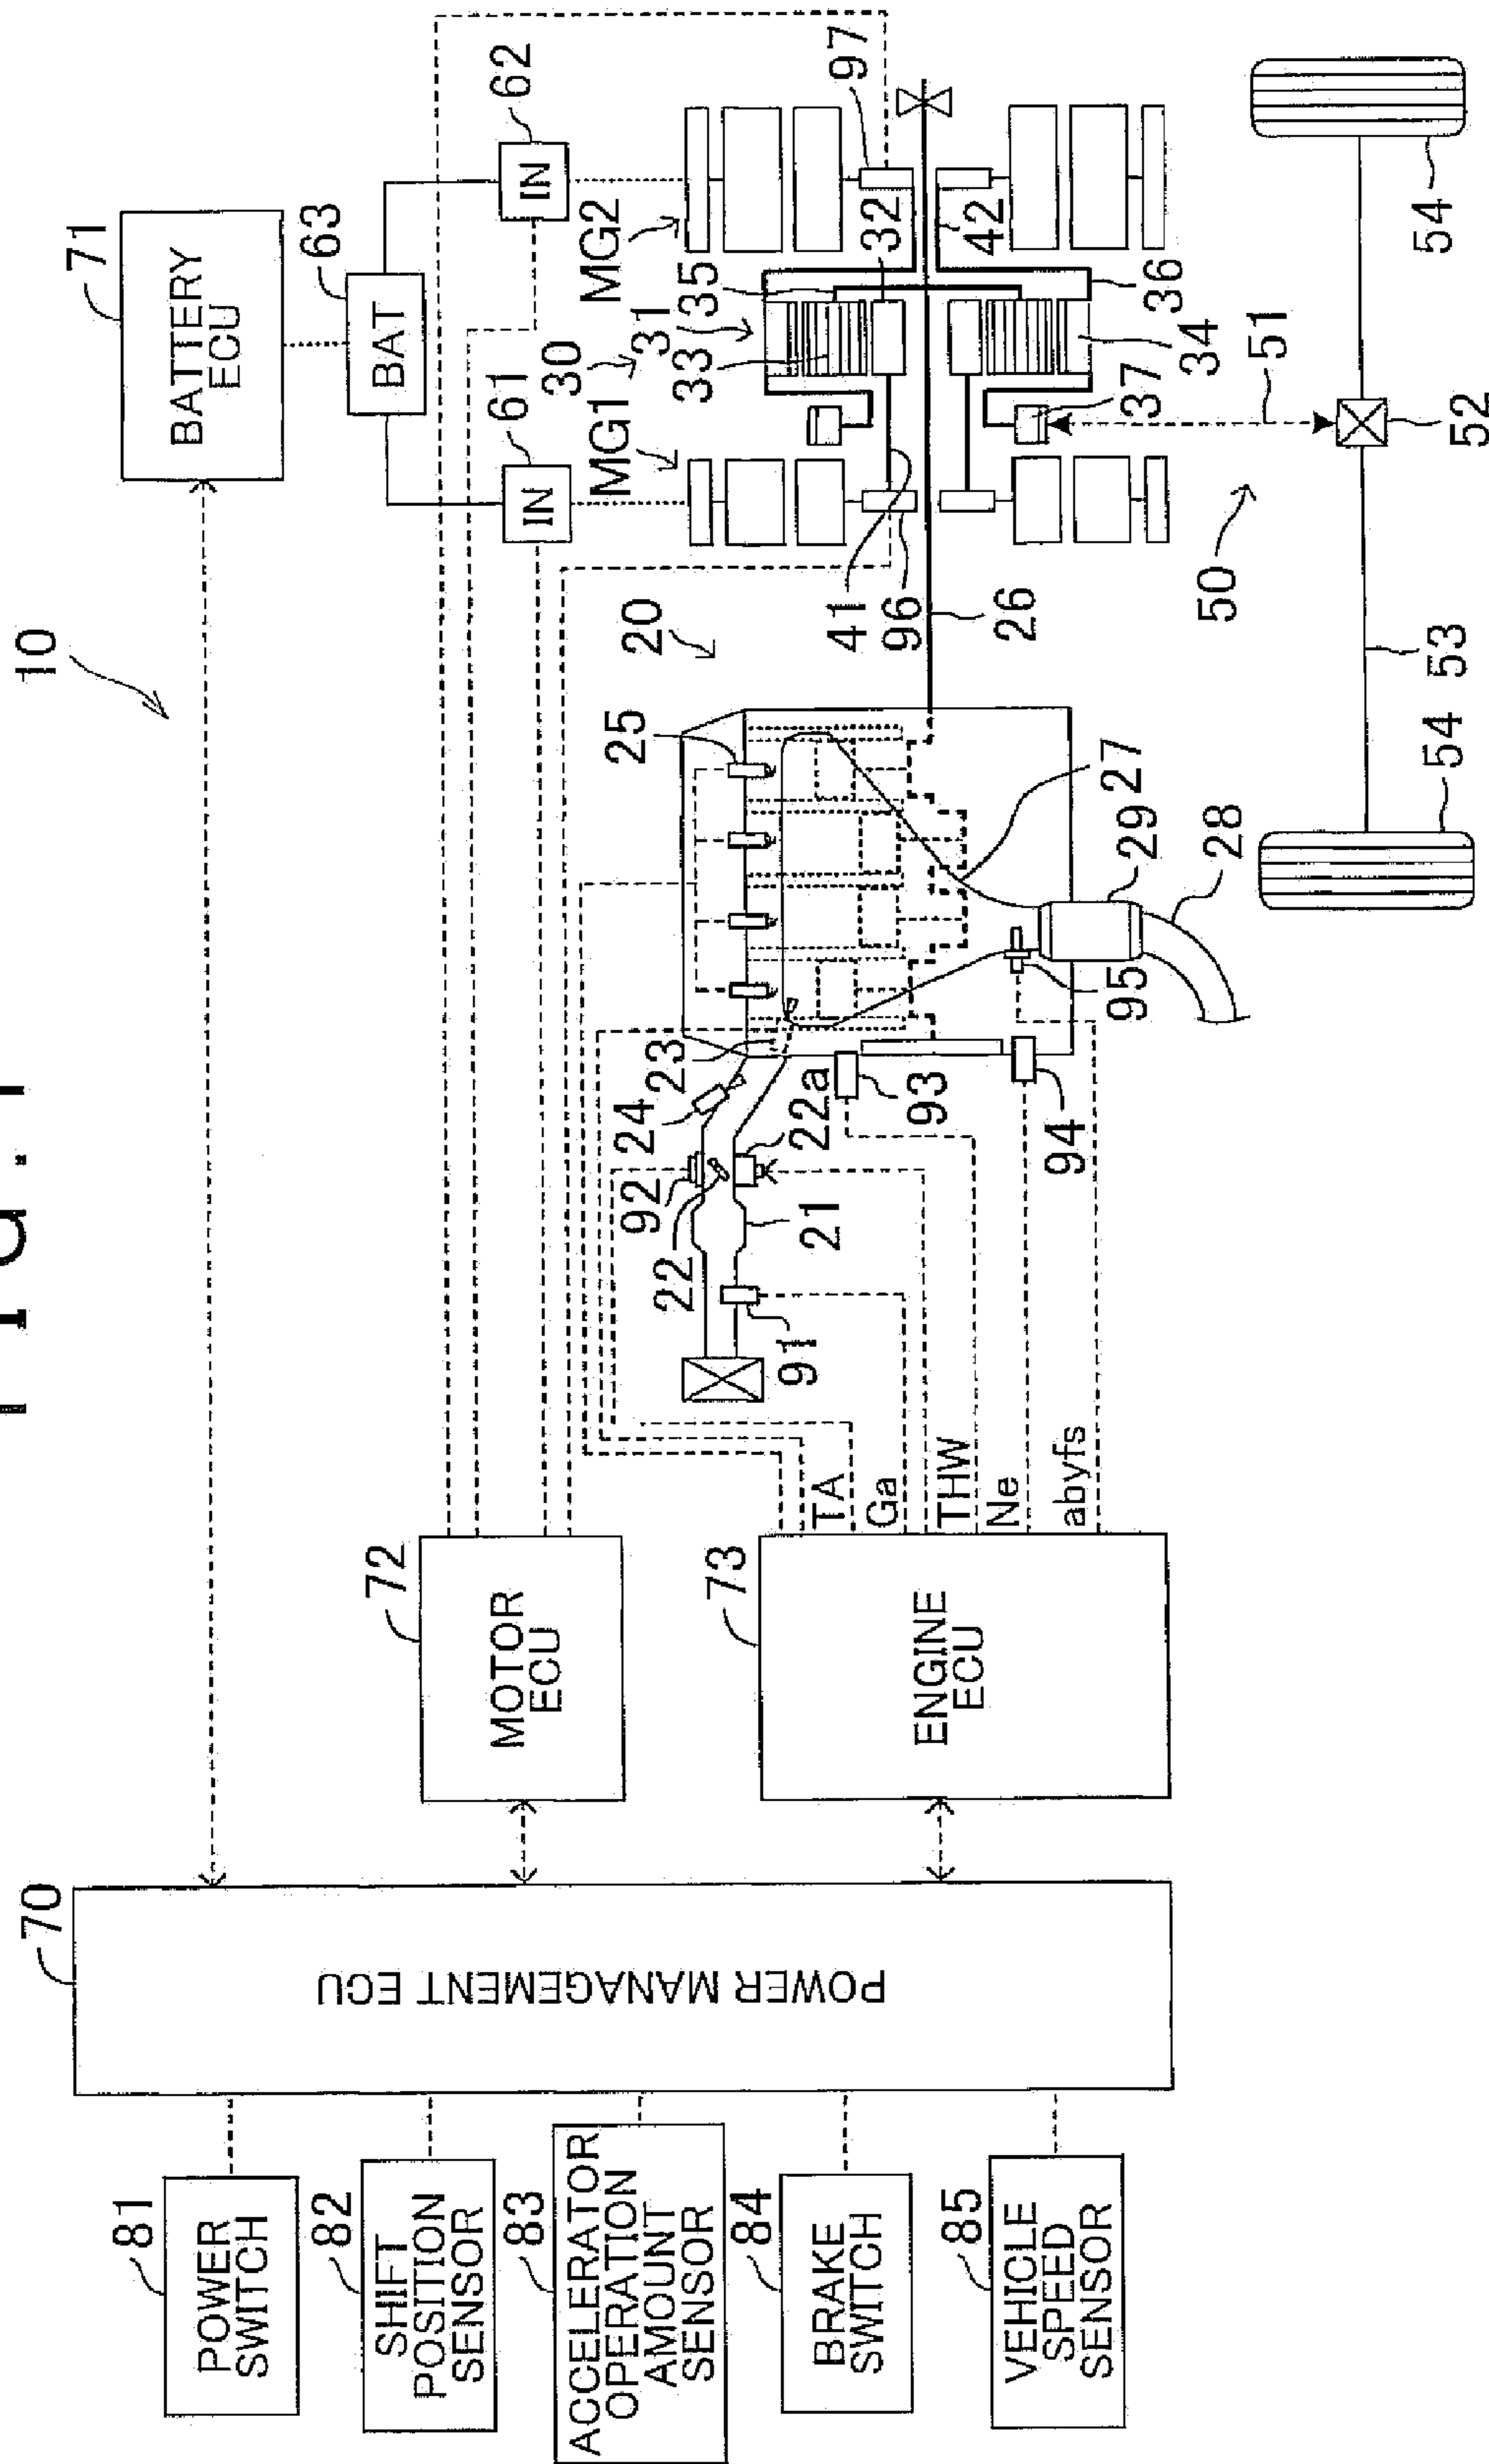 FIG.1
10
70
POWER MANAGEMENT ECU
81
POWER
SWITCH
82
SHIFT
POSITION
SENSOR
83
ACCELERATOR
OPERATION
AMOUNT
SENSOR
84
BRAKE
SWITCH
85
VEHICLE
SPEED
SENSOR
71
BATTERY
ECU
72
MOTOR
ECU
73
ENGINE
ECU
TA
Ga
THW
Ne
abyfs
63
BAT
61
IN
62
IN
MG1
MG2
30
31
33
35
32
97
41
96
26
42
36
34
37
51
50
52
53
54
54
20
25
23
24
92
22
22a
21
91
93
94
95
27
29
28